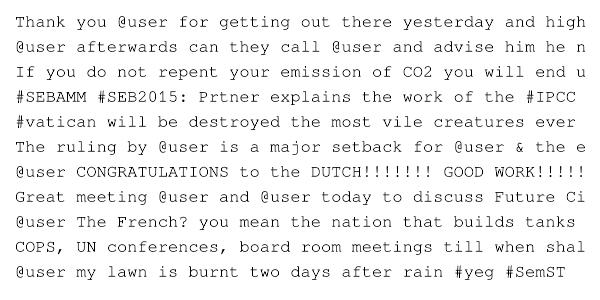 Thank you @user for getting out there yesterday and high
@user afterwards can they call @user and advise him he n
If you do not repent your emission of CO2 you will end u
#SEBAMM #SEB2015: Prtner explains the work of the #IPCC
#vatican will be destroyed the most vile creatures ever
The ruling by @user is a major setback for @user & the e
@user CONGRATULATIONS to the DUTCH!!!!!!! GOOD WORK!!!!!
Great meeting @user and @user today to discuss Future Ci
@user The French? you mean the nation that builds tanks
COPS, UN conferences, board room meetings till when shal
@user my lawn is burnt two days after rain #yeg #SemST